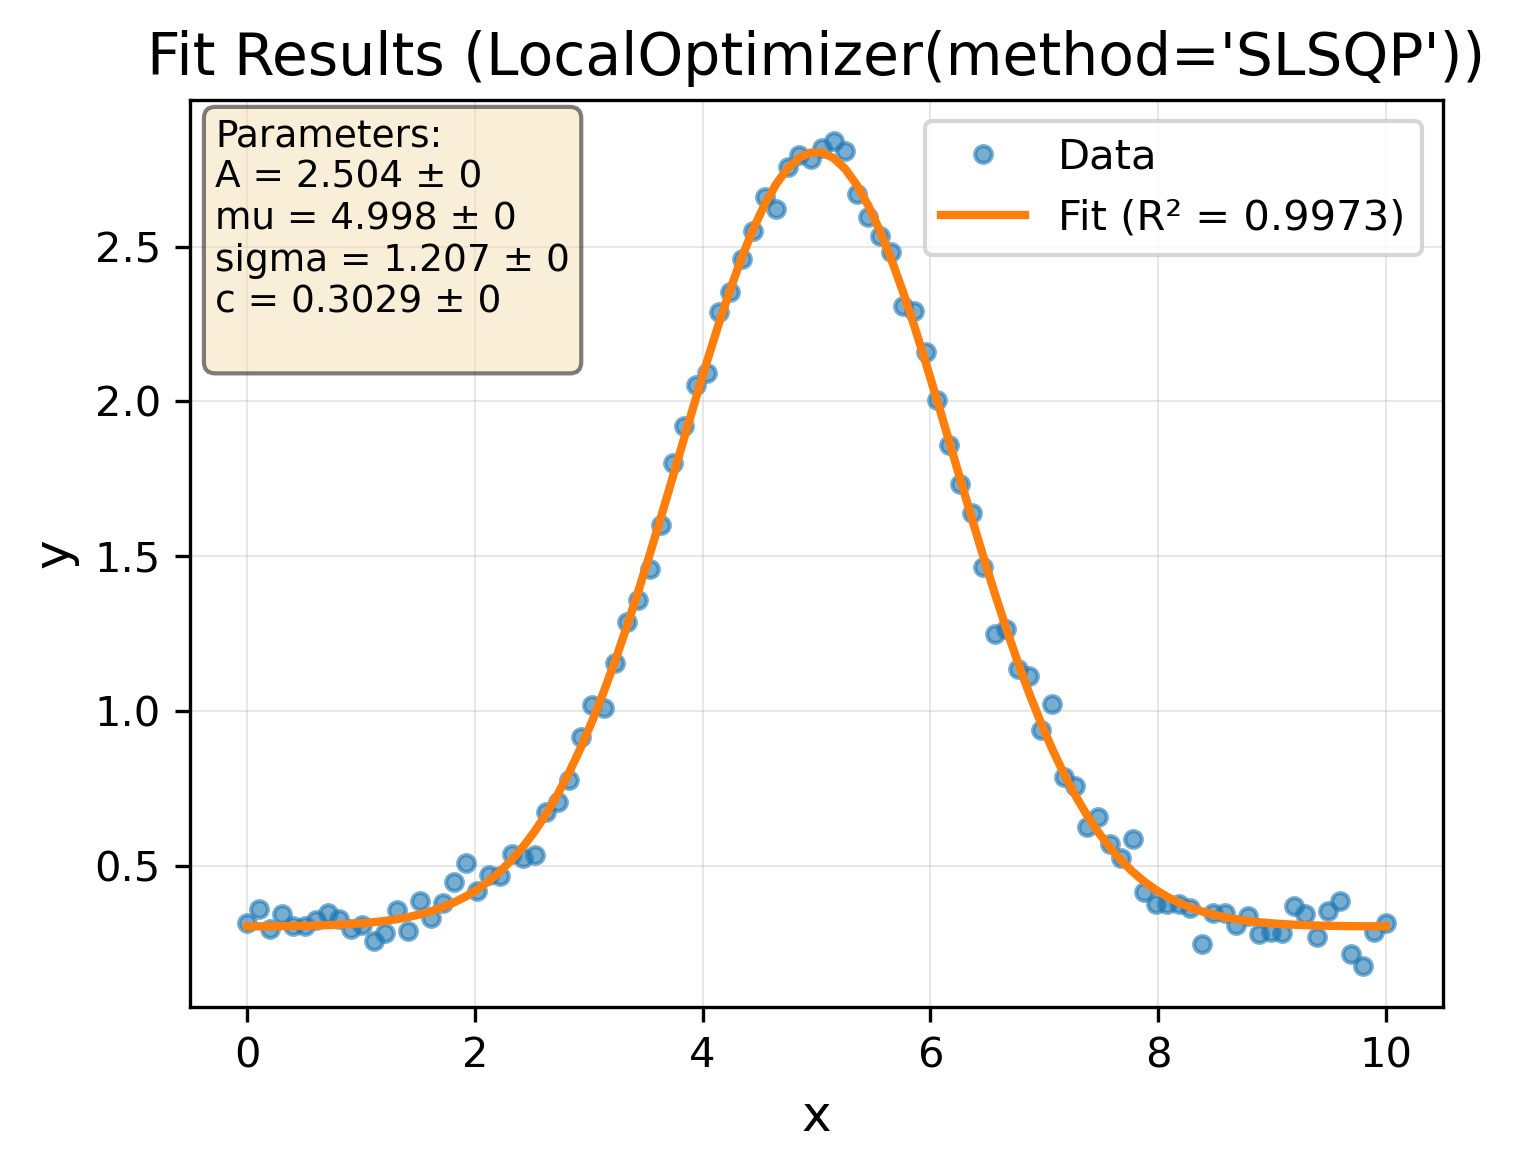 Fit Results (LocalOptimizer(method='SLSQP'))
Parameters:
A = 2.504 ± 0
mu = 4.998 ± 0
sigma = 1.207 ± 0
c = 0.3029 ± 0
Data
Fit (R² = 0.9973)
2.5
2.0
1.5
1.0
0.5
y
0 2 4 6 8 10
x